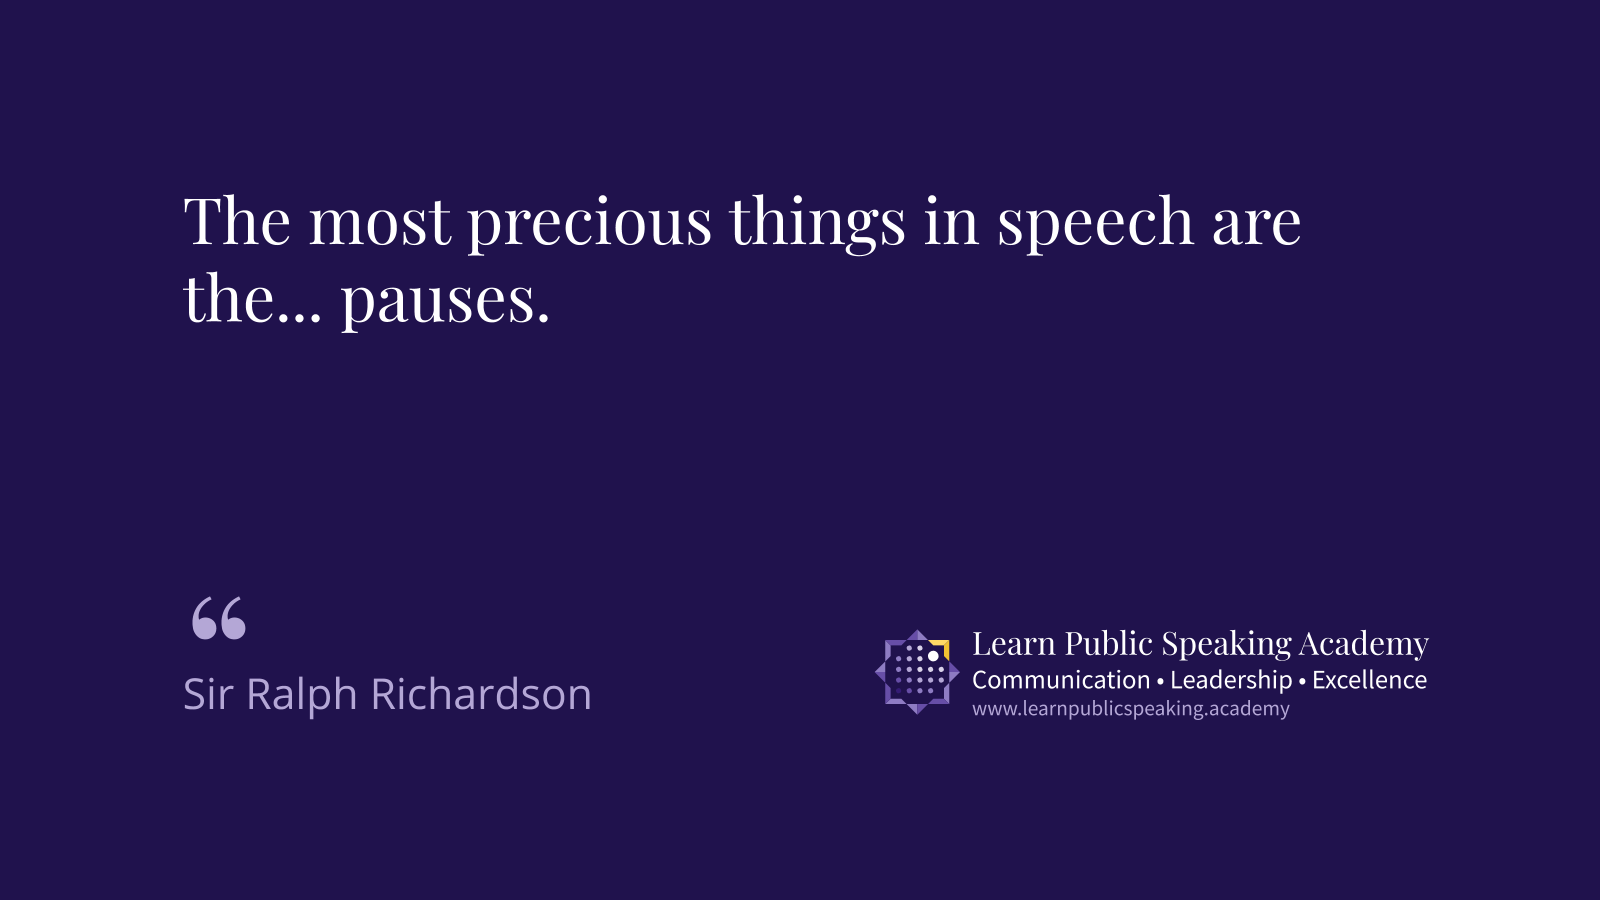 The most precious things in speech are
the... pauses.
“
Sir Ralph Richardson
Learn Public Speaking Academy
Communication • Leadership • Excellence
www.learnpublicspeaking.academy